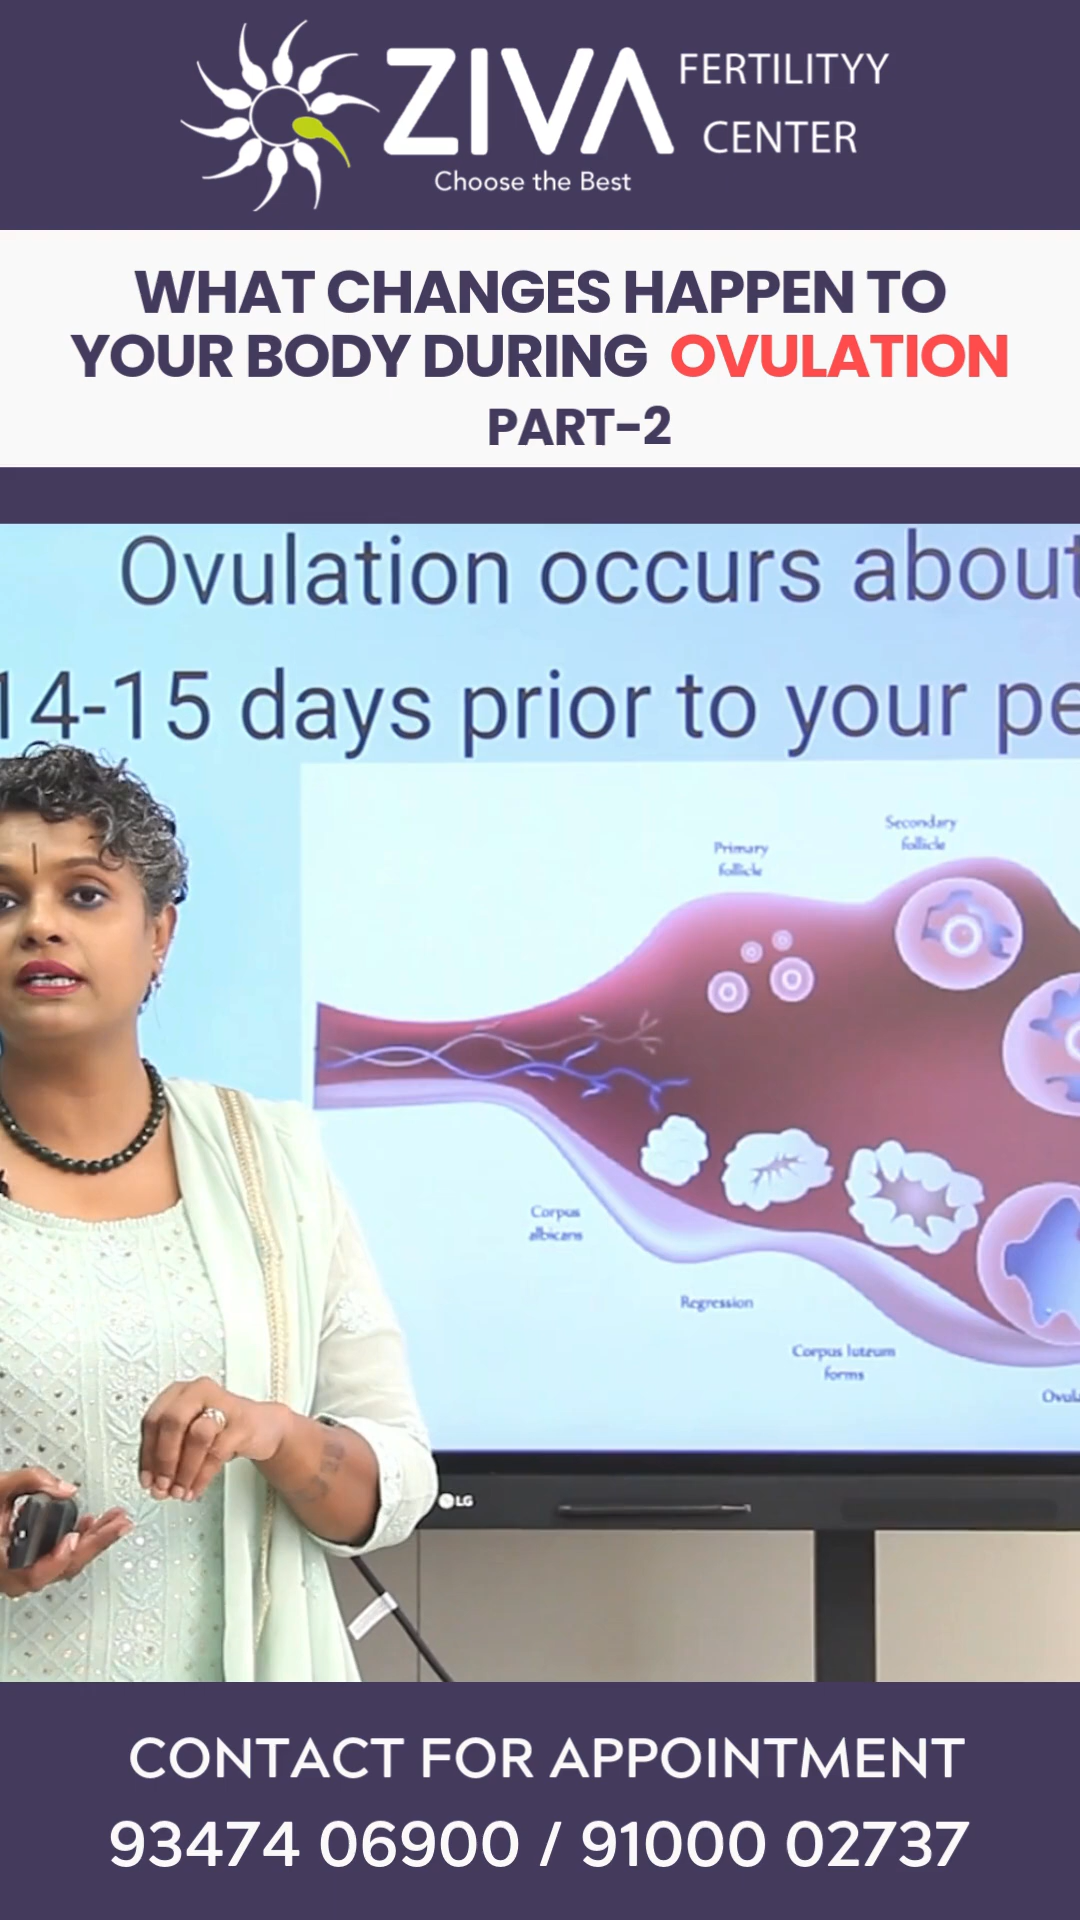 ZIVA
FERTILITYY
CENTER
Choose the Best
WHAT CHANGES HAPPEN TO
YOUR BODY DURING OVULATION
PART-2
Ovulation occurs about
14-15 days prior to your pe
Secondary
follicle
Primary
follicle
Corpus
albicans
Regression
Corpus luteum
forms
Ovula
LG
CONTACT FOR APPOINTMENT
93474 06900 / 91000 02737